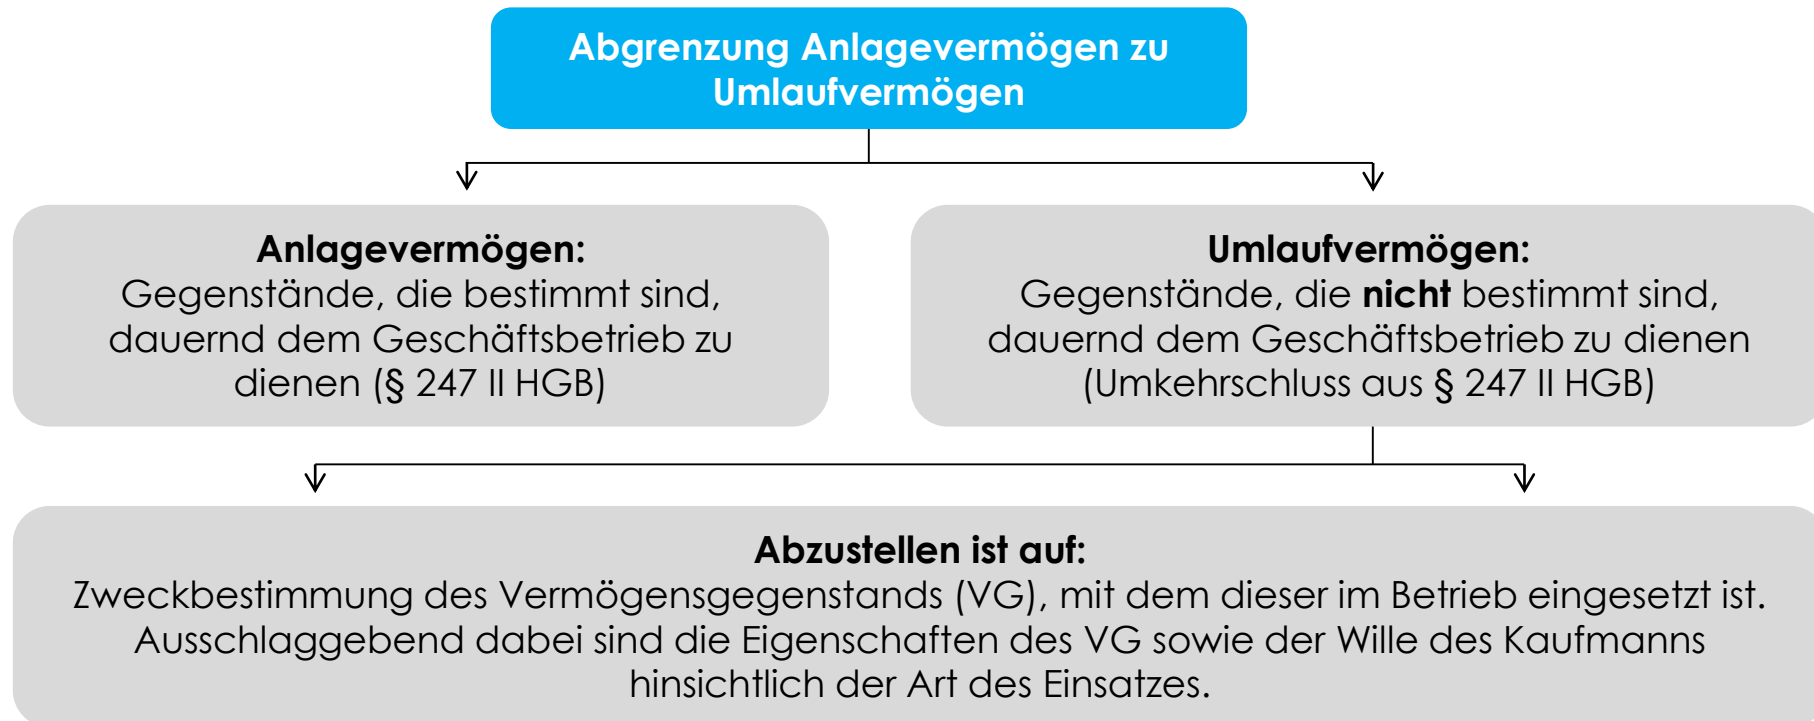 Abgrenzung Anlagevermögen zu
Umlaufvermögen
Anlagevermögen:
Gegenstände, die bestimmt sind,
dauernd dem Geschäftsbetrieb zu
dienen (§ 247 II HGB)
Umlaufvermögen:
Gegenstände, die nicht bestimmt sind,
dauernd dem Geschäftsbetrieb zu dienen
(Umkehrschluss aus § 247 II HGB)
Abzustellen ist auf:
Zweckbestimmung des Vermögensgegenstands (VG), mit dem dieser im Betrieb eingesetzt ist.
Ausschlaggebend dabei sind die Eigenschaften des VG sowie der Wille des Kaufmanns
hinsichtlich der Art des Einsatzes.